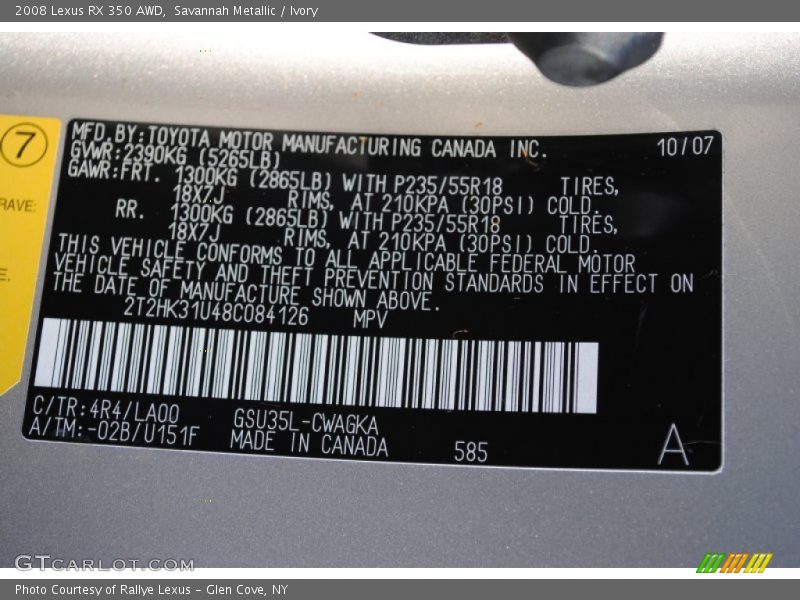 2008 Lexus RX 350 AWD, Savannah Metallic / Ivory
7
RAVE:
E:
MFD. BY: TOYOTA MOTOR MANUFACTURING CANADA INC. 10/07
GVWR: 2390KG (5265LB)
GAWR: FRT. 1300KG (2865LB) WITH P235/55R18 TIRES,
18X7J RIMS, AT 210KPA (30PSI) COLD.
RR. 1300KG (2865LB) WITH P235/55R18 TIRES,
18X7J RIMS, AT 210KPA (30PSI) COLD.
THIS VEHICLE CONFORMS TO ALL APPLICABLE FEDERAL MOTOR
VEHICLE SAFETY AND THEFT PREVENTION STANDARDS IN EFFECT ON
THE DATE OF MANUFACTURE SHOWN ABOVE.
2T2HK31U48C084126 MPV
C/TR: 4R4/LA00 GSU35L-CWAGKA
A/TM: -02B/U151F MADE IN CANADA 585 A
GTCARLOT.COM
Photo Courtesy of Rallye Lexus - Glen Cove, NY